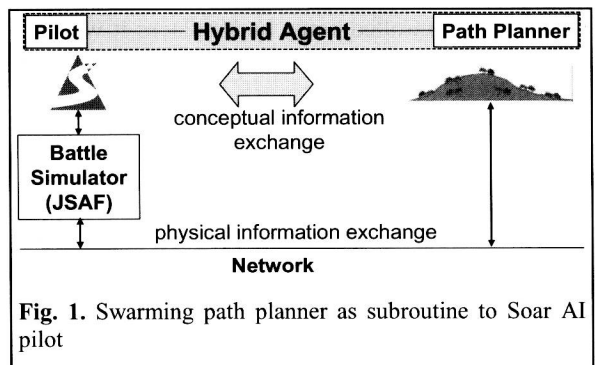 Pilot
Hybrid Agent
Path Planner
conceptual information
exchange
Battle
Simulator
(JSAF)
physical information exchange
Network
Fig. 1. Swarming path planner as subroutine to Soar AI
pilot